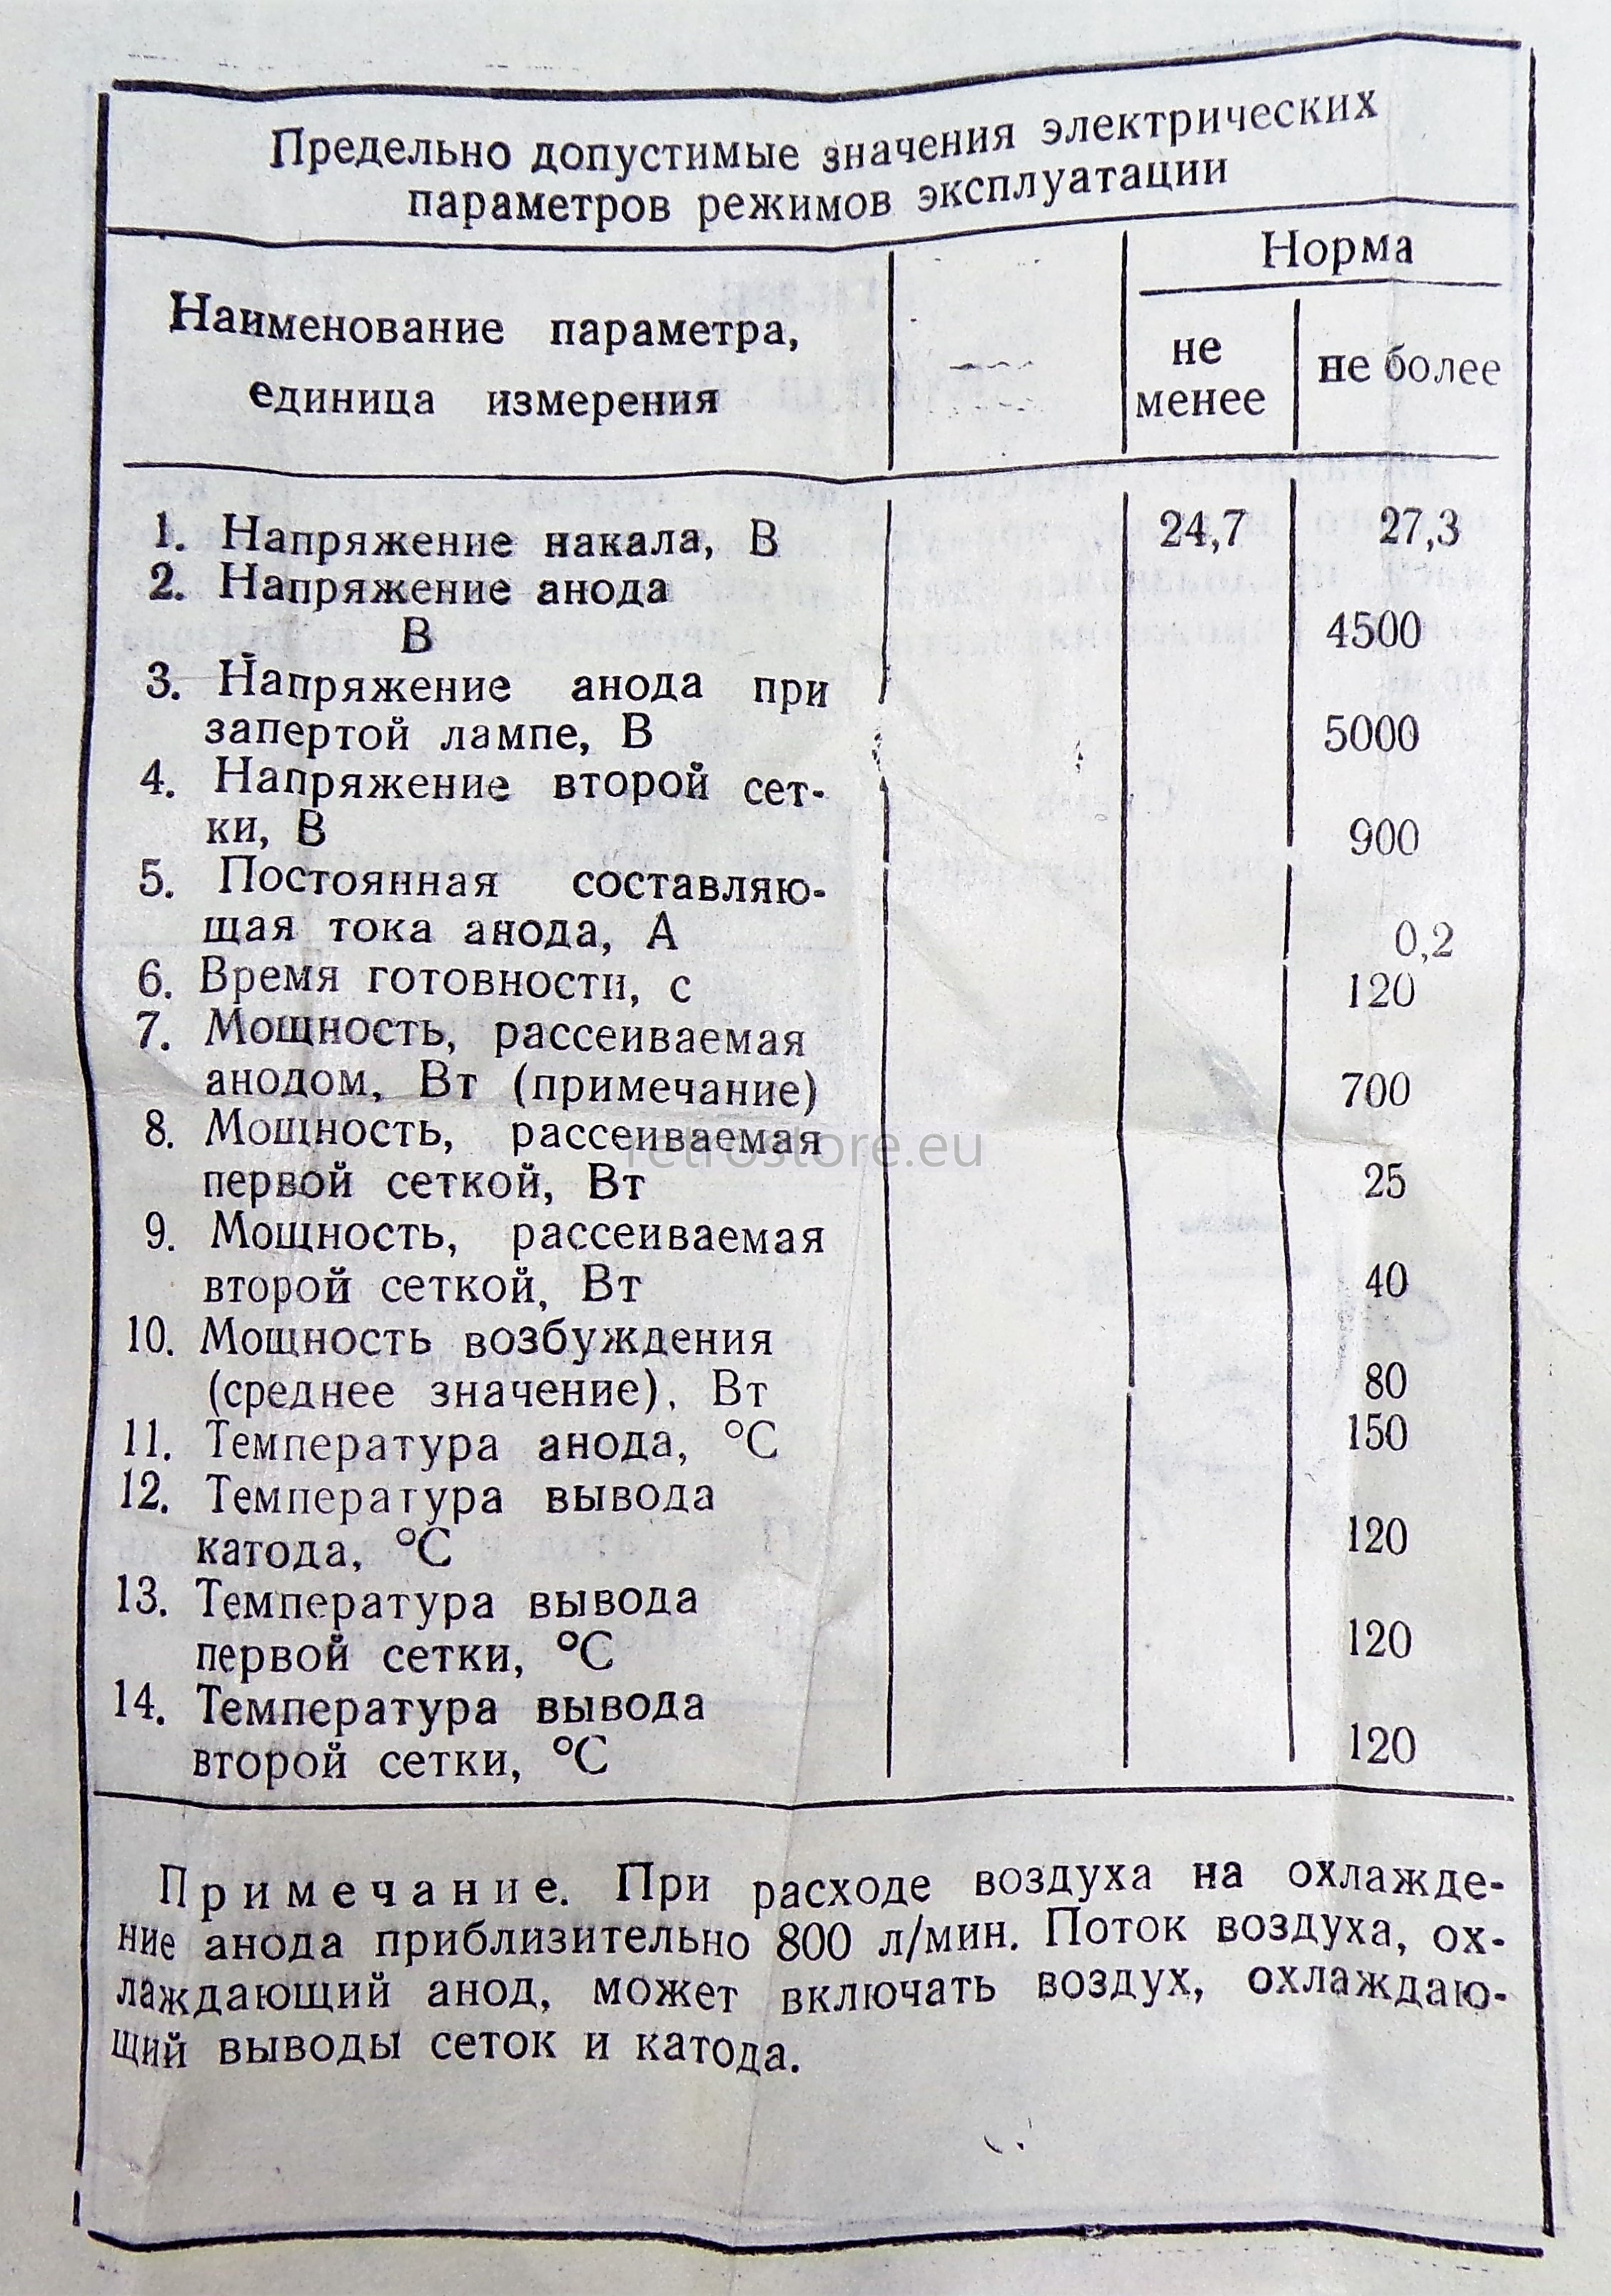 Предельно допустимые значения электрических
параметров режимов эксплуатации
Норма
Наименование параметра,
единица измерения
не
менее
не более
1. Напряжение накала, В 24,7 27,3
2. Напряжение анода
В 4500
3. Напряжение анода при
запертой лампе, В 5000
4. Напряжение второй сет-
ки, В 900
5. Постоянная составляю-
щая тока анода, А 0,2
6. Время готовности, с 120
7. Мощность, рассеиваемая
анодом, Вт (примечание) 700
8. Мощность, рассеиваемая
retrostore.eu
первой сеткой, Вт 25
9. Мощность, рассеиваемая
второй сеткой, Вт 40
10. Мощность возбуждения
(среднее значение), Вт 80
11. Температура анода, °С 150
12. Температура вывода
катода, °С 120
13. Температура вывода
первой сетки, °С 120
14. Температура вывода
второй сетки, °С 120
Примечание. При расходе воздуха на охлажде-
ние анода приблизительно 800 л/мин. Поток воздуха, ох-
лаждающий анод, может включать воздух, охлаждаю-
щий выводы сеток и катода.